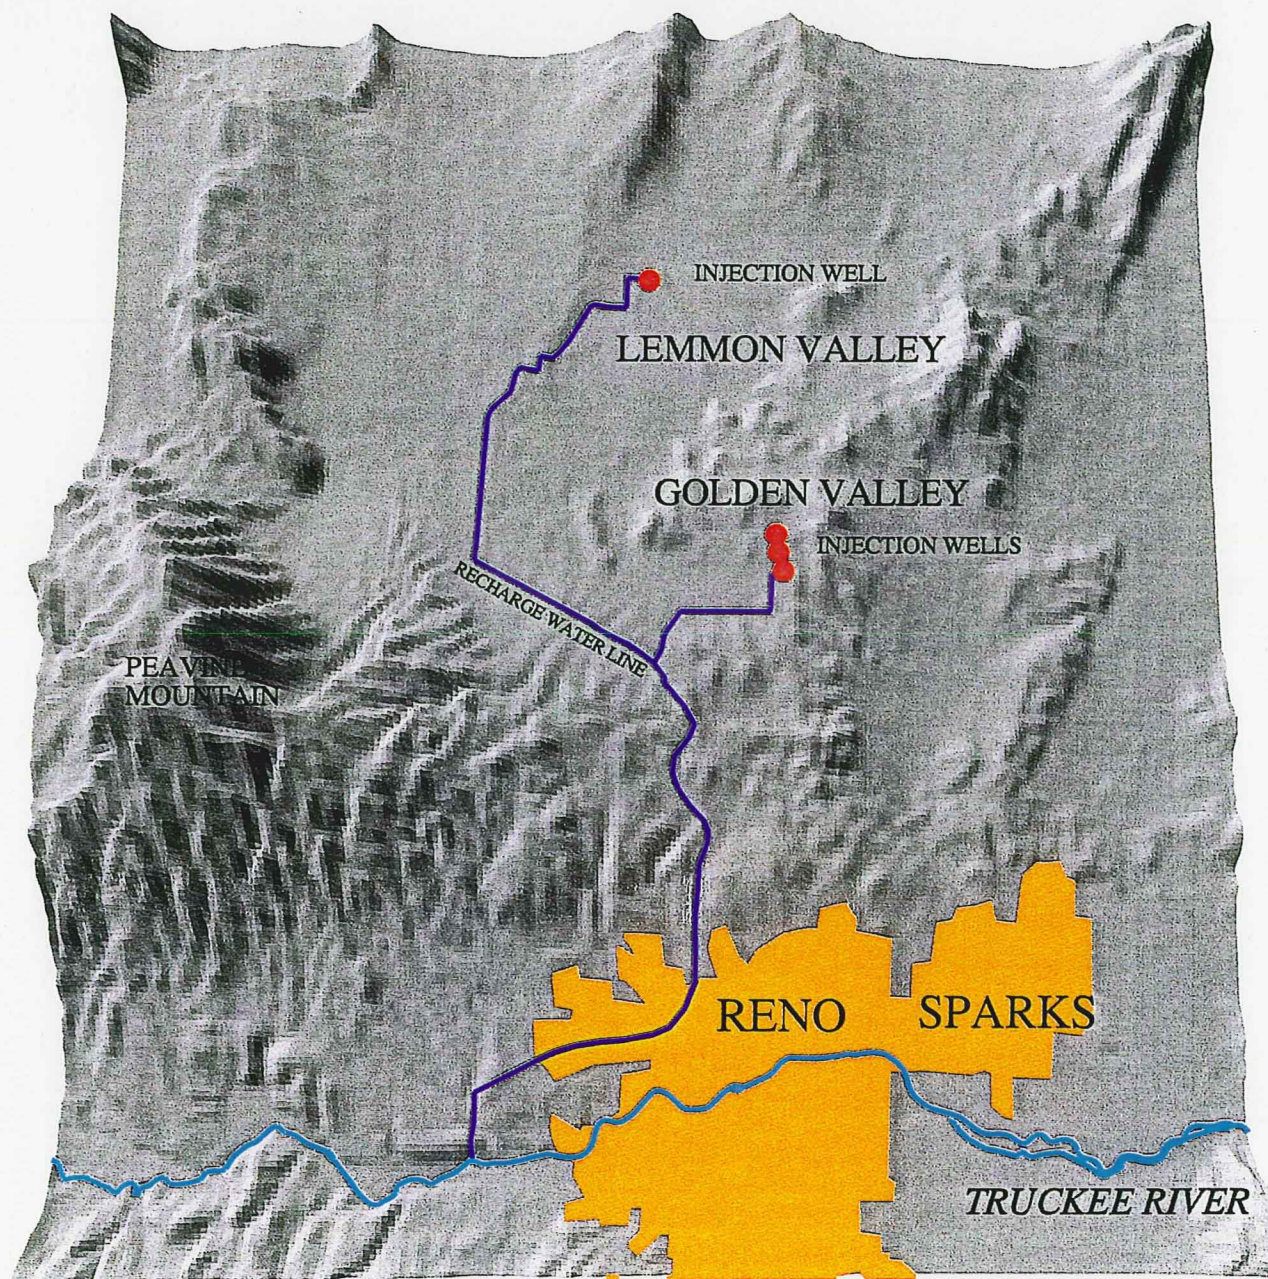 INJECTION WELL
LEMMON VALLEY
GOLDEN VALLEY
INJECTION WELLS
RECHARGE WATER LINE
PEAVINE
MOUNTAIN
RENO
SPARKS
TRUCKEE RIVER